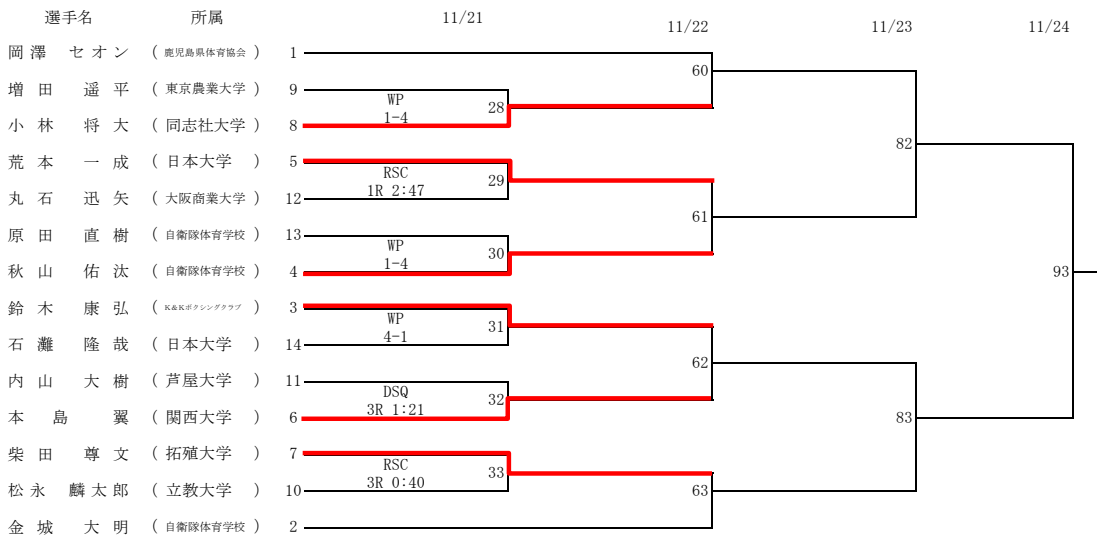 選手名 所属 11/21 11/22 11/23 11/24
岡澤 セオン ( 鹿児島県体育協会 ) 1
60
増田 遥平 ( 東京農業大学 ) 9
WP 28
1-4
小林 将大 ( 同志社大学 ) 8
82
荒本 一成 ( 日本大学 ) 5
RSC 29
1R 2:47
丸石 迅矢 ( 大阪商業大学 ) 12
61
原田 直樹 ( 自衛隊体育学校 ) 13
WP 30
1-4
秋山 佑汰 ( 自衛隊体育学校 ) 4
93
鈴木 康弘 ( K&Kボクシングクラブ ) 3
WP 31
4-1
石灘 隆哉 ( 日本大学 ) 14
62
内山 大樹 ( 芦屋大学 ) 11
DSQ 32
3R 1:21
本島 翼 ( 関西大学 ) 6
83
柴田 尊文 ( 拓殖大学 ) 7
RSC 33
3R 0:40
松永 麟太郎 ( 立教大学 ) 10
63
金城 大明 ( 自衛隊体育学校 ) 2